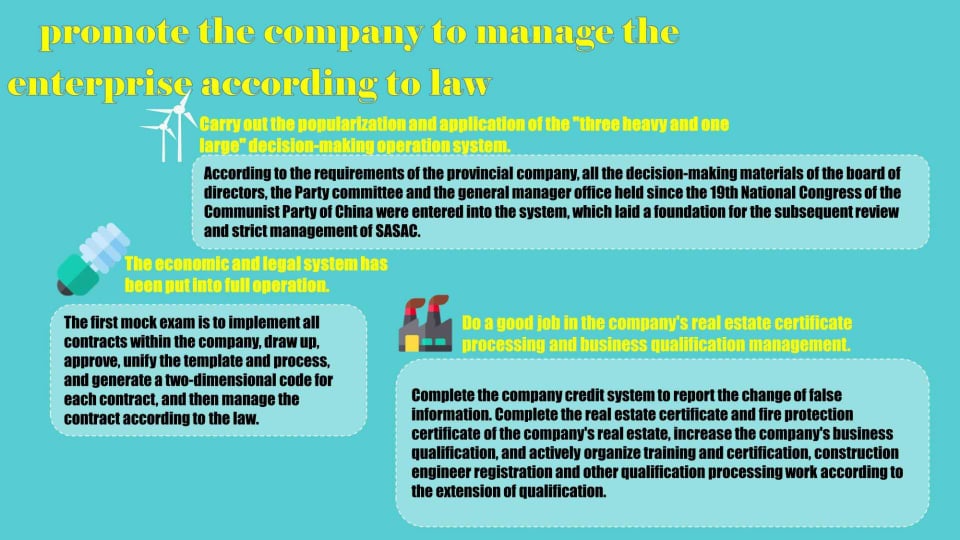 promote the company to manage the
enterprise according to law
Carry out the popularization and application of the "three heavy and one
large" decision-making operation system.
According to the requirements of the provincial company, all the decision-making materials of the board of
directors, the Party committee and the general manager office held since the 19th National Congress of the
Communist Party of China were entered into the system, which laid a foundation for the subsequent review
and strict management of SASAC.
The economic and legal system has
been put into full operation.
The first mock exam is to implement all
contracts within the company, draw up,
approve, unify the template and process,
and generate a two-dimensional code for
each contract, and then manage the
contract according to the law.
Do a good job in the company's real estate certificate
processing and business qualification management.
Complete the company credit system to report the change of false
information. Complete the real estate certificate and fire protection
certificate of the company's real estate, increase the company's business
qualification, and actively organize training and certification, construction
engineer registration and other qualification processing work according to
the extension of qualification.